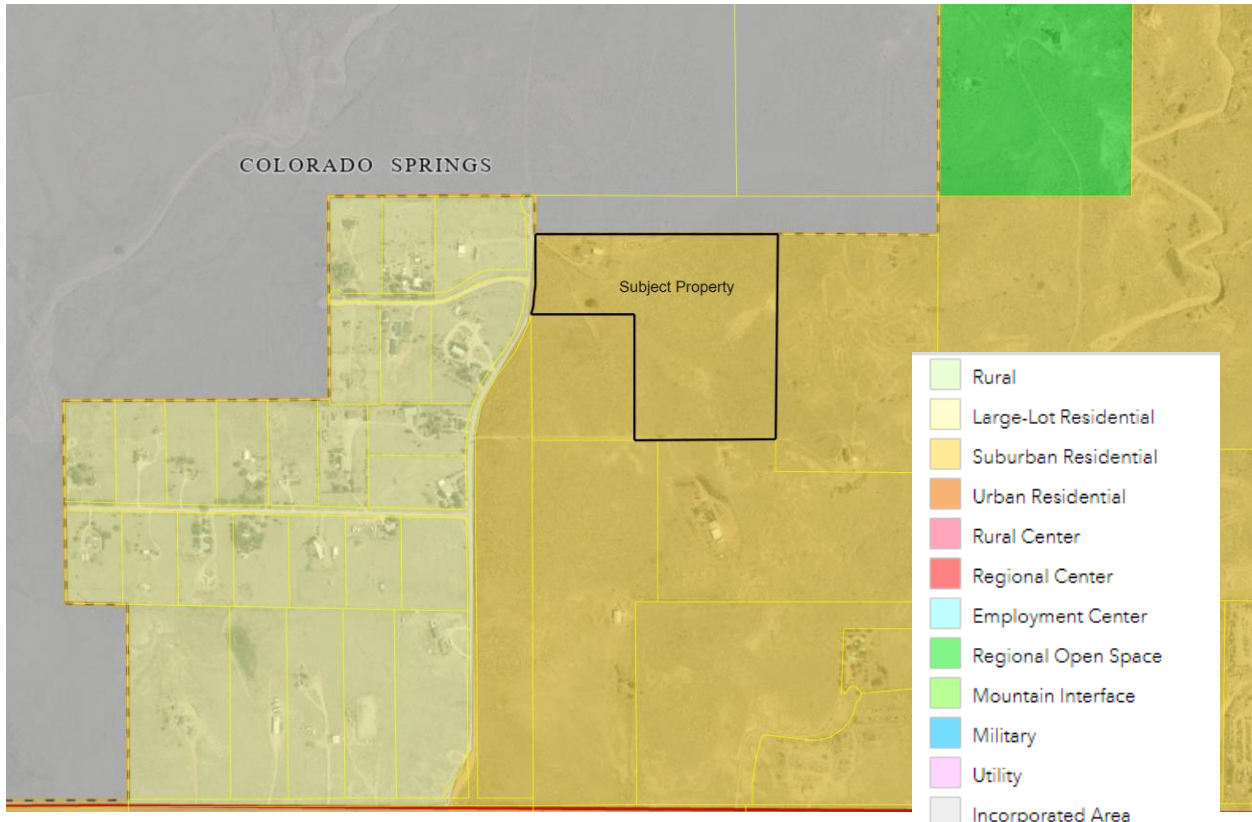 COLORADO SPRINGS
Subject Property
Rural
Large-Lot Residential
Suburban Residential
Urban Residential
Rural Center
Regional Center
Employment Center
Regional Open Space
Mountain Interface
Military
Utility
Incorporated Area